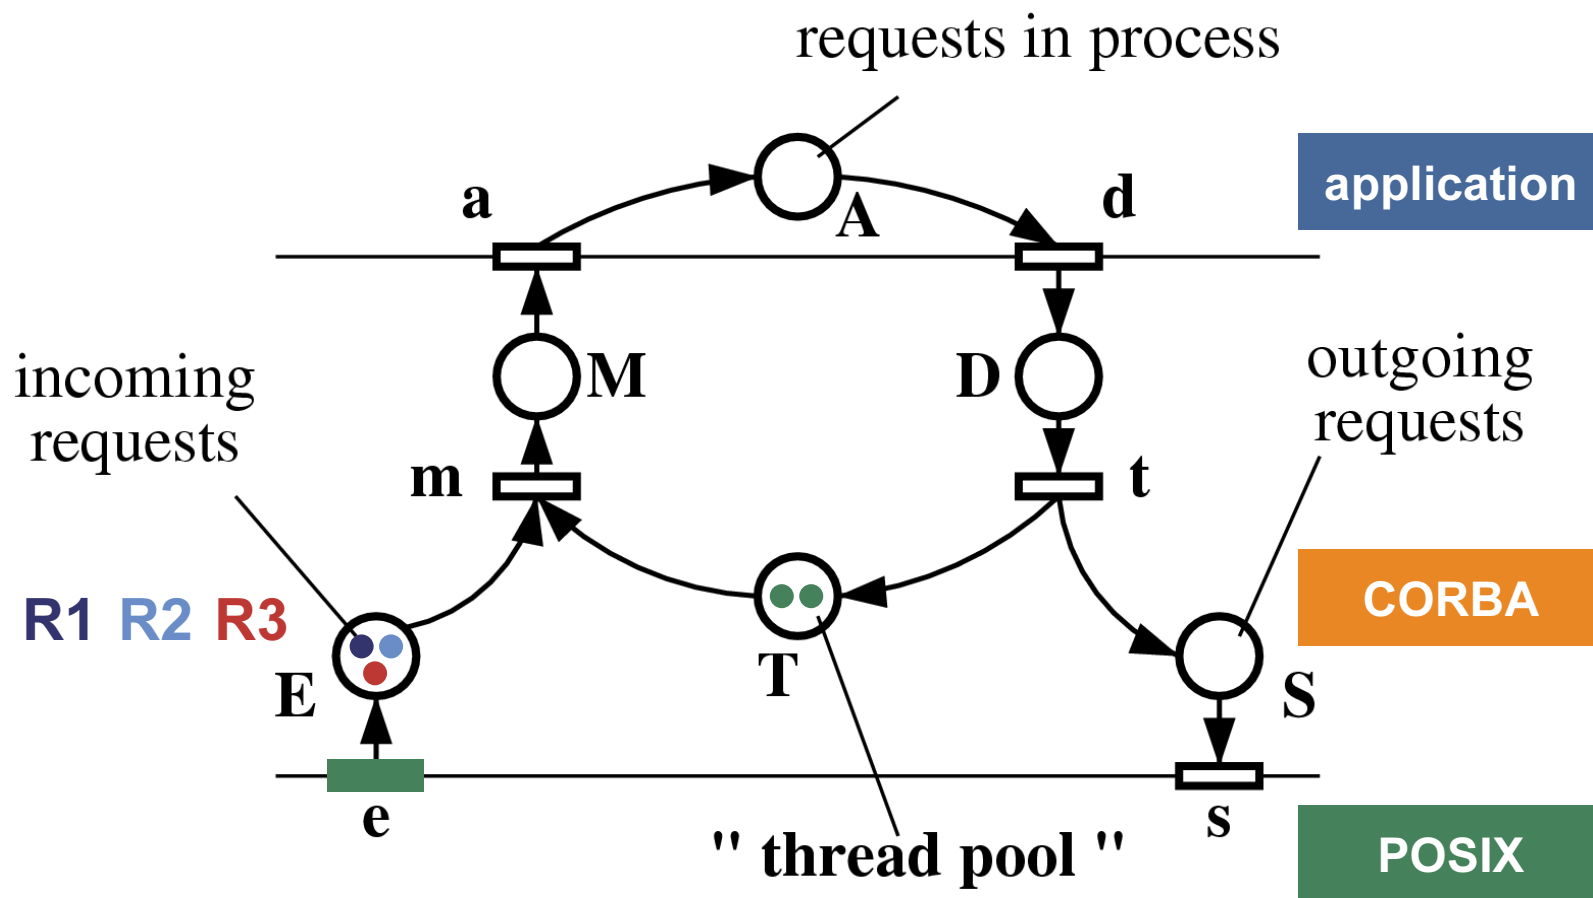 requests in process
a
A
d
application
incoming
requests
M
D
outgoing
requests
m
t
R1 R2 R3
CORBA
E
T
S
e
s
" thread pool "
POSIX